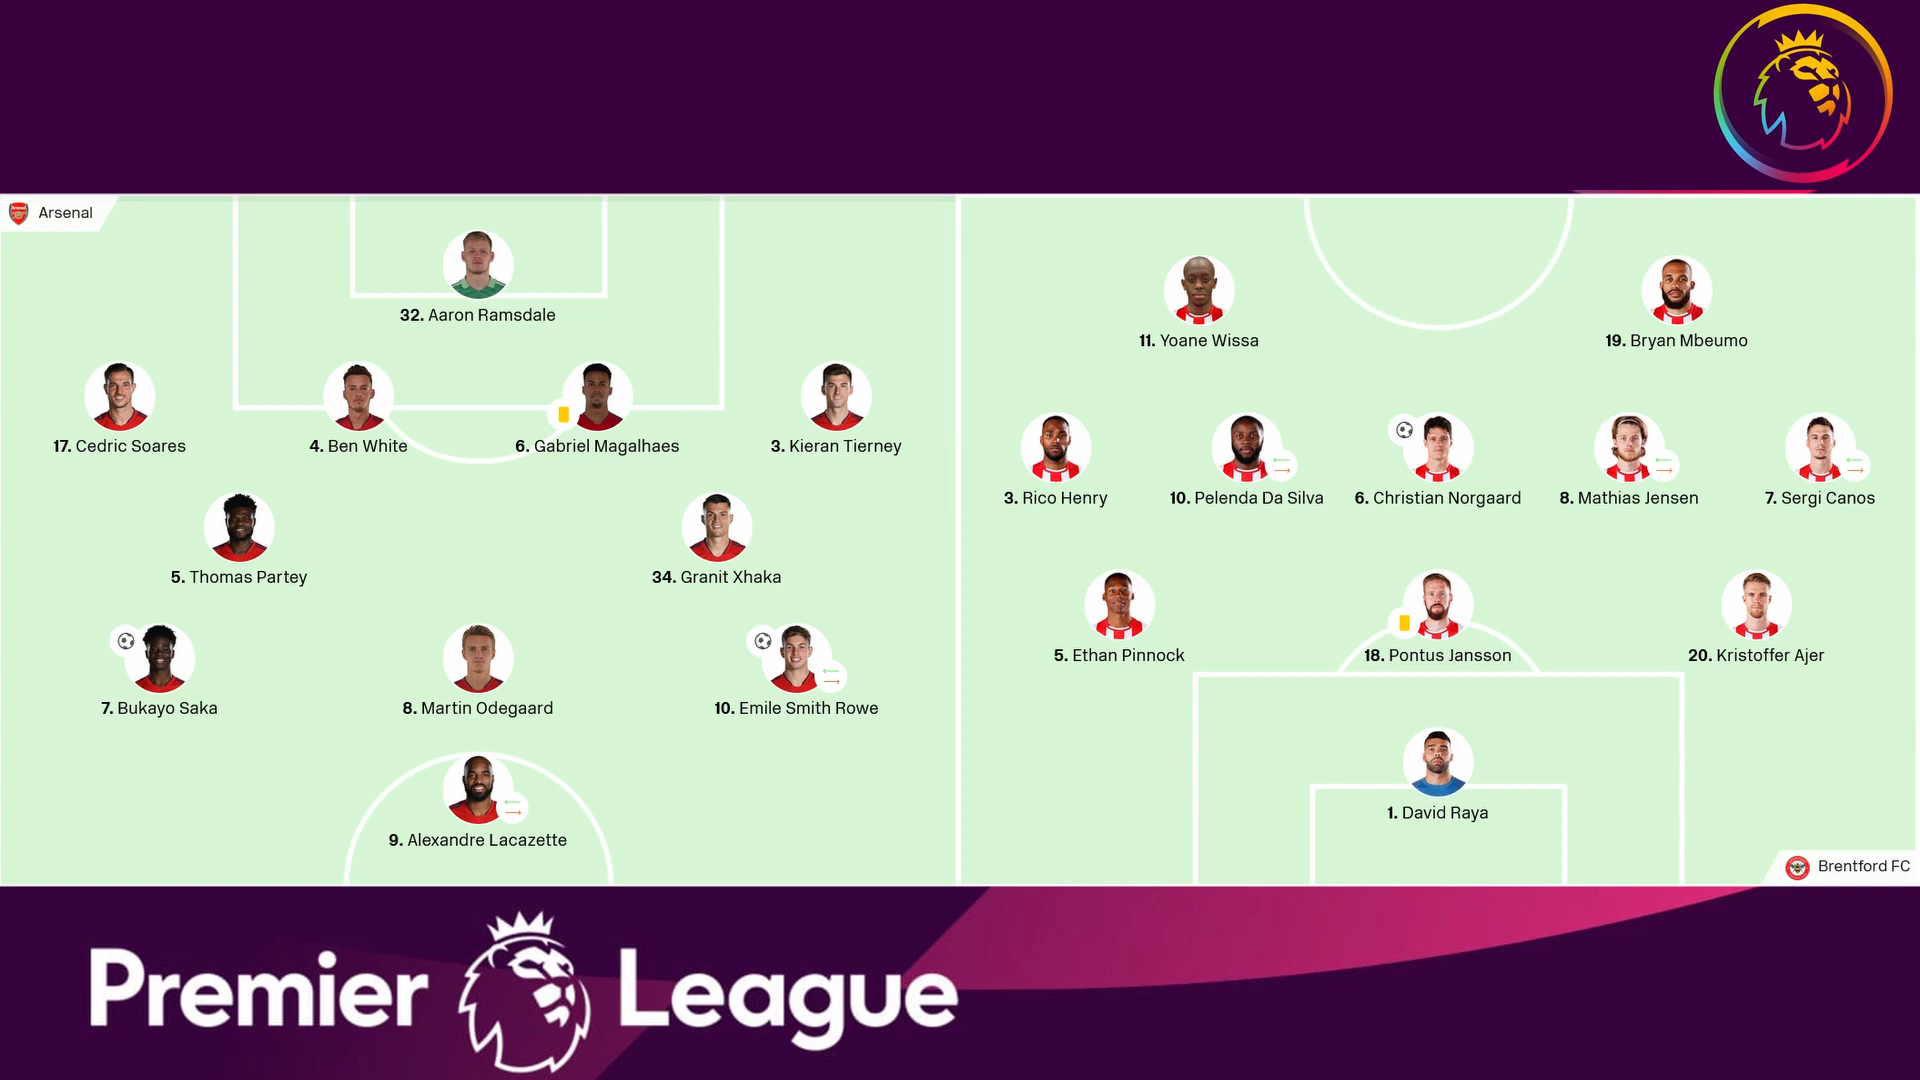 Arsenal
32. Aaron Ramsdale
17. Cedric Soares
4. Ben White
6. Gabriel Magalhaes
3. Kieran Tierney
5. Thomas Partey
34. Granit Xhaka
7. Bukayo Saka
8. Martin Odegaard
10. Emile Smith Rowe
9. Alexandre Lacazette
11. Yoane Wissa
19. Bryan Mbeumo
3. Rico Henry
10. Pelenda Da Silva
6. Christian Norgaard
8. Mathias Jensen
7. Sergi Canos
5. Ethan Pinnock
18. Pontus Jansson
20. Kristoffer Ajer
1. David Raya
Brentford FC
Premier League